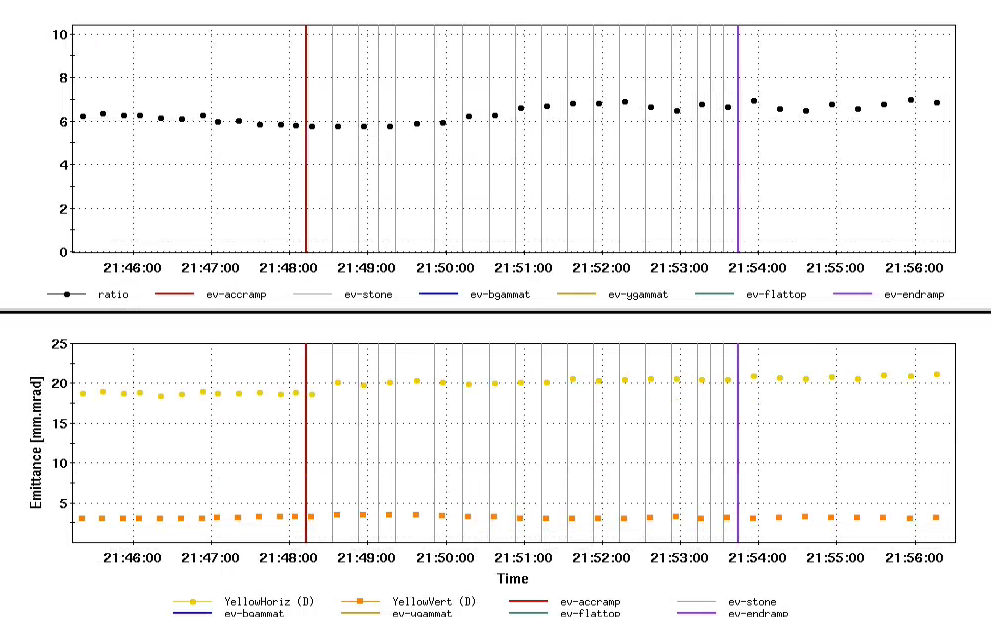 10
8
6
4
2
0
21:46:00 21:47:00 21:48:00 21:49:00 21:50:00 21:51:00 21:52:00 21:53:00 21:54:00 21:55:00 21:56:00
ratio ev-accramp ev-stone ev-bgammat ev-ygammat ev-flattop ev-endramp
25
20
15
10
5
Emittance [mm.mrad]
21:46:00 21:47:00 21:48:00 21:49:00 21:50:00 21:51:00 21:52:00 21:53:00 21:54:00 21:55:00 21:56:00
Time
YellowHoriz (D) YellowVert (D) ev-accramp ev-stone
ev-bgammat ev-ygammat ev-flattop ev-endramp